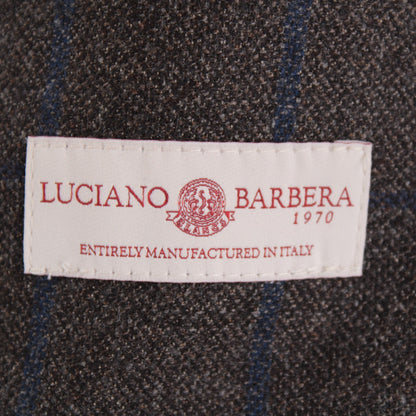 LUCIANO BARBERA
1970
ENTIRELY MANUFACTURED IN ITALY